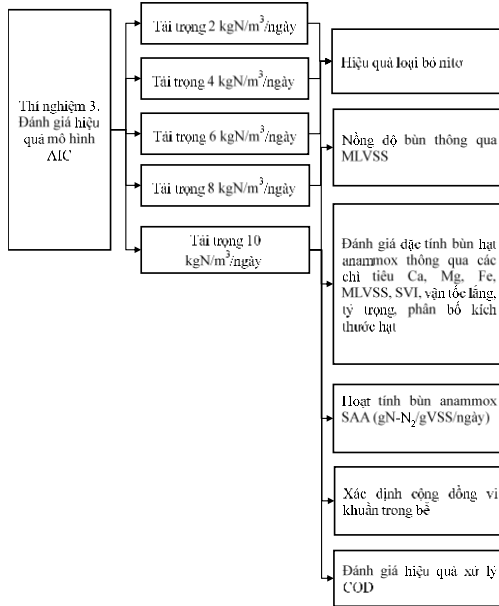 Thí nghiệm 3.
Đánh giá hiệu
quả mô hình
AIC
Tải trọng 2 kgN/m³/ngày
Tải trọng 4 kgN/m³/ngày
Tải trọng 6 kgN/m³/ngày
Tải trọng 8 kgN/m³/ngày
Tải trọng 10
kgN/m³/ngày
Hiệu quả loại bỏ nitơ
Nồng độ bùn thông qua
MLVSS
Đánh giá đặc tính bùn hạt
anammox thông qua các
chỉ tiêu Ca, Mg, Fe,
MLVSS, SVI, vận tốc lắng,
tỷ trọng, phân bố kích
thước hạt
Hoạt tính bùn anammox
SAA (gN-N₂/gVSS/ngày)
Xác định cộng đồng vi
khuẩn trong bể
Đánh giá hiệu quả xử lý
COD